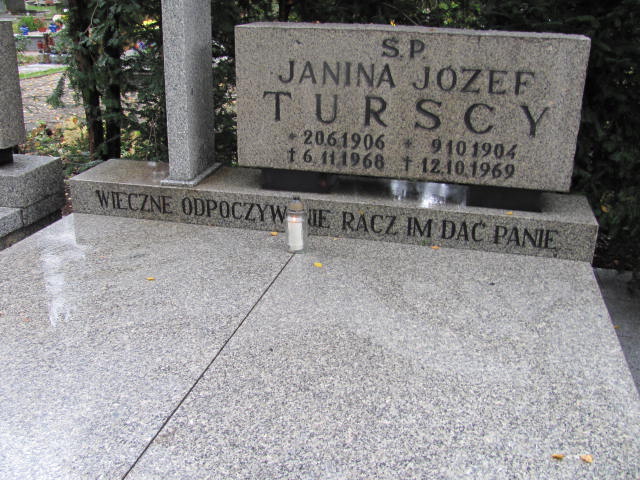 Ś.P.
JANINA JÓZEF
TURSCY
* 20.6.1906 * 9.10.1904
† 6.11.1968 † 12.10.1969
WIECZNE ODPOCZYWANIE RACZ IM DAĆ PANIE